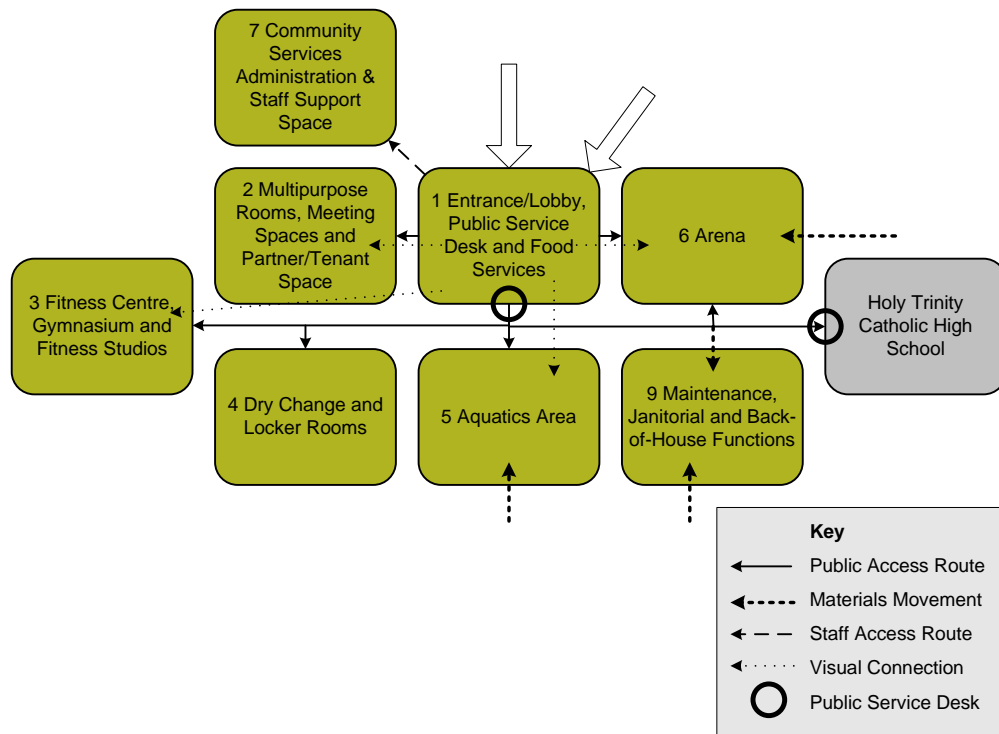 7 Community
Services
Administration &
Staff Support
Space
2 Multipurpose
Rooms, Meeting
Spaces and
Partner/Tenant
Space
1 Entrance/Lobby,
Public Service
Desk and Food
Services
6 Arena
3 Fitness Centre,
Gymnasium and
Fitness Studios
Holy Trinity
Catholic High
School
4 Dry Change and
Locker Rooms
5 Aquatics Area
9 Maintenance,
Janitorial and Back-
of-House Functions
Key
Public Access Route
Materials Movement
Staff Access Route
Visual Connection
Public Service Desk